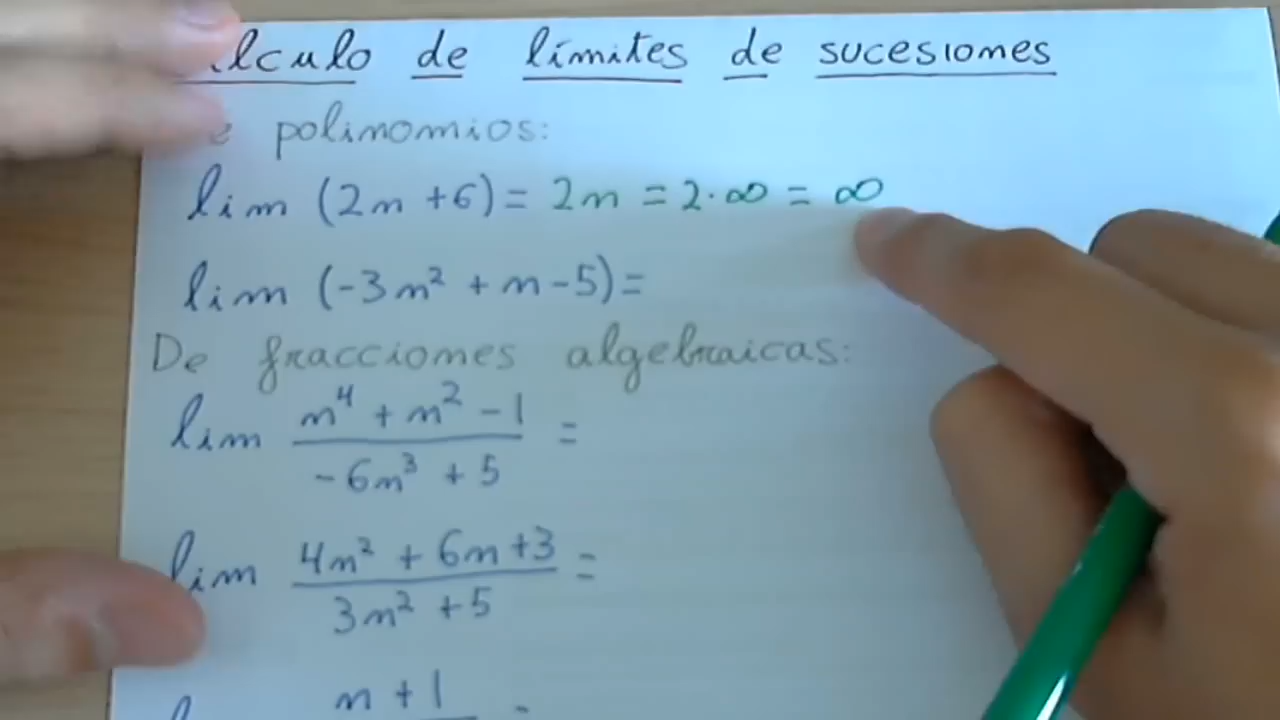 de límites de sucesiones
polinomios:
lim (2n + 6) = 2n = 2·∞ = ∞
lim (-3n² + n - 5) =
De fracciones algebraicas:
lim (n⁴ + n² - 1) / (-6n³ + 5) =
lim (4n² + 6n + 3) / (3n² + 5) =
n + 1